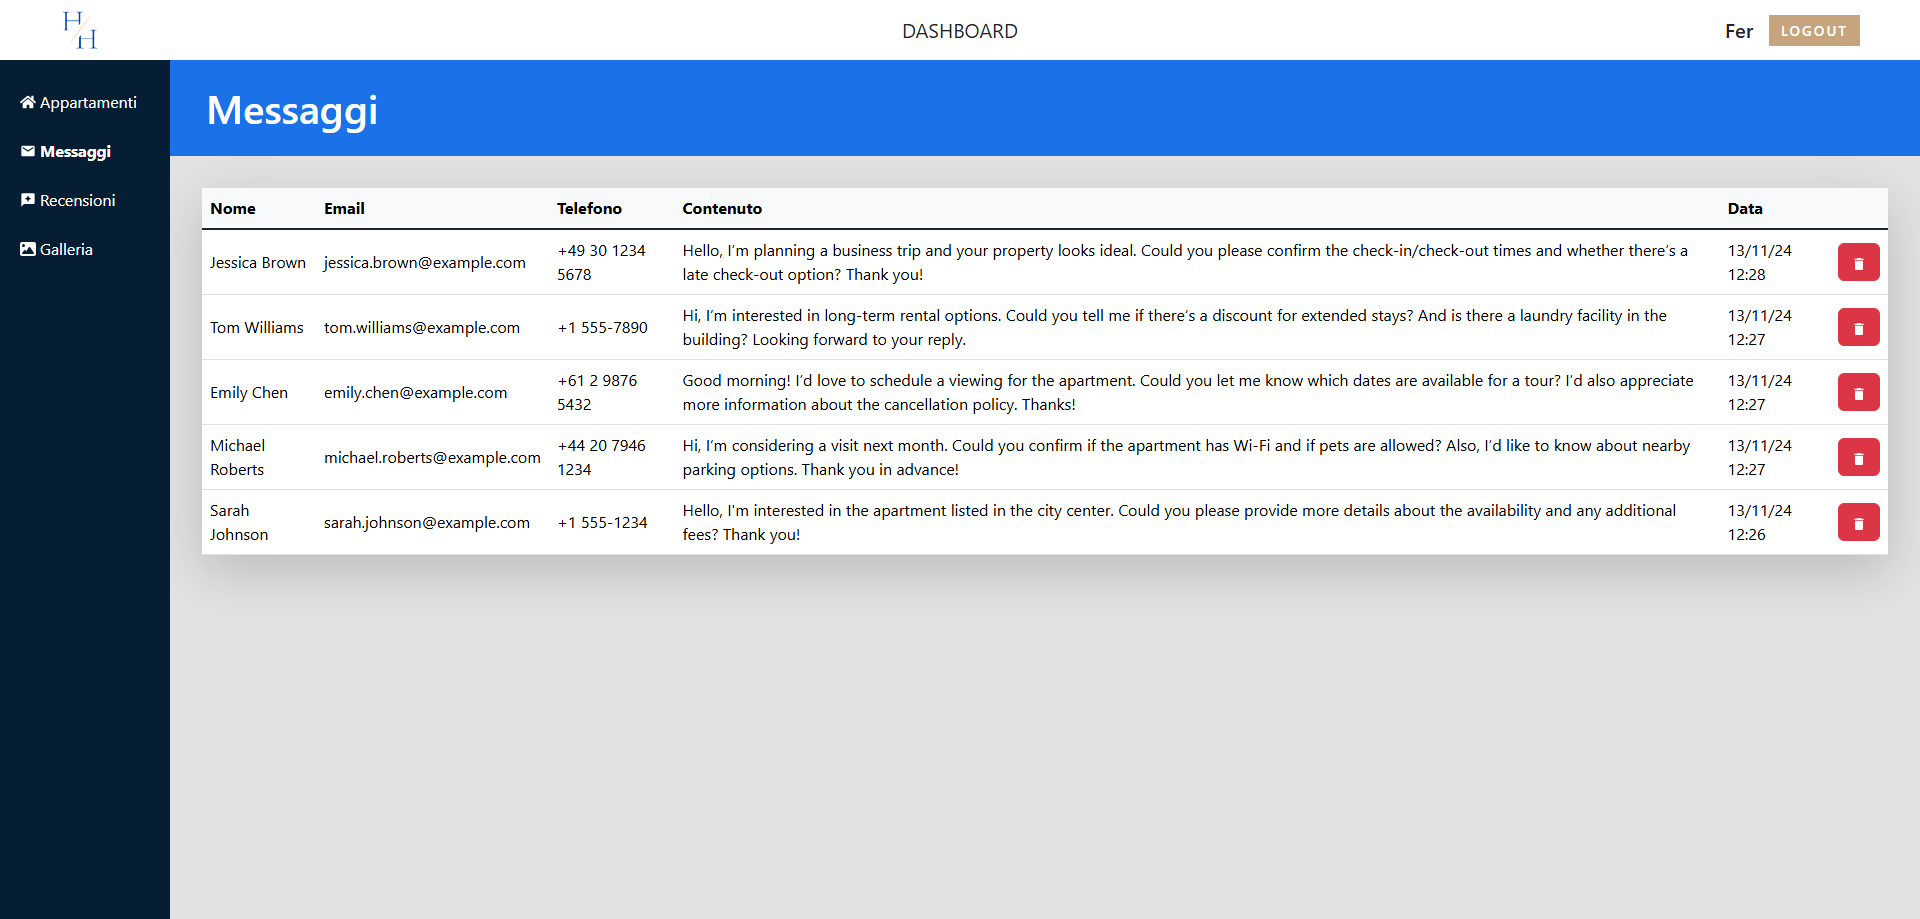 H
H
DASHBOARD
Fer
LOGOUT
Appartamenti
Messaggi
Recensioni
Galleria
Messaggi
Nome Email Telefono Contenuto Data
Jessica Brown jessica.brown@example.com +49 30 1234
5678
Hello, I’m planning a business trip and your property looks ideal. Could you please confirm the check-in/check-out times and whether there’s a
late check-out option? Thank you!
13/11/24
12:28
Tom Williams tom.williams@example.com +1 555-7890
Hi, I’m interested in long-term rental options. Could you tell me if there’s a discount for extended stays? And is there a laundry facility in the
building? Looking forward to your reply.
13/11/24
12:27
Emily Chen emily.chen@example.com +61 2 9876
5432
Good morning! I’d love to schedule a viewing for the apartment. Could you let me know which dates are available for a tour? I’d also appreciate
more information about the cancellation policy. Thanks!
13/11/24
12:27
Michael
Roberts
michael.roberts@example.com
+44 20 7946
1234
Hi, I’m considering a visit next month. Could you confirm if the apartment has Wi-Fi and if pets are allowed? Also, I’d like to know about nearby
parking options. Thank you in advance!
13/11/24
12:27
Sarah
Johnson
sarah.johnson@example.com
+1 555-1234
Hello, I'm interested in the apartment listed in the city center. Could you please provide more details about the availability and any additional
fees? Thank you!
13/11/24
12:26